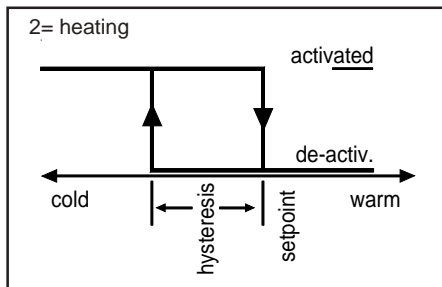 2= heating
activated
de-activ.
cold
warm
hysteresis
setpoint